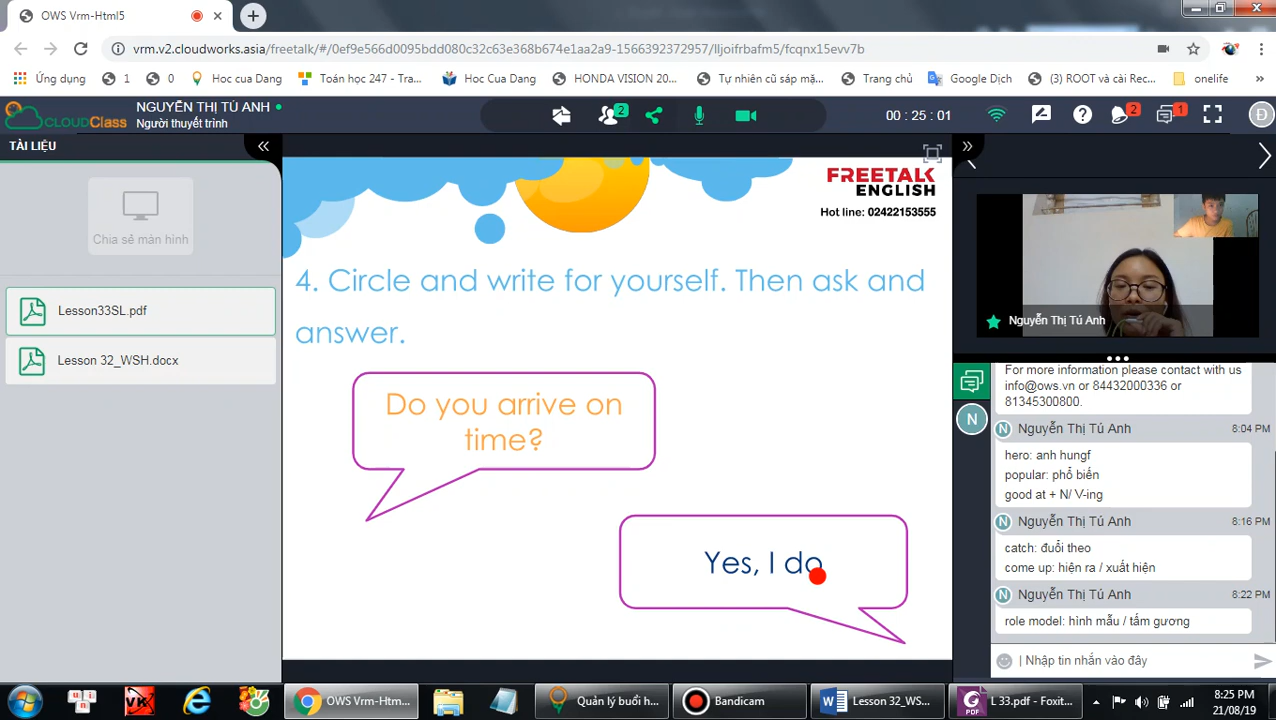 OWS Vrm-Html5
vrm.v2.cloudworks.asia/freetalk/#/0ef9e566d0095bdd080c32c63e368b674e1aa2a9-1566392372957/lljoifrbafm5/fcqnx15evv7b
Ứng dụng
1
0
Hoc cua Dang
Toán học 247 - Tra...
Học Cua Dang
HONDA VISION 20...
Tự nhiên cũ sáp mặ...
Trang chủ
Google Dịch
(3) ROOT và cài Rec...
onelife
»
CLOUDClass
NGUYỄN THỊ TÚ ANH
Người thuyết trình
2
00 : 25 : 01
2
1
Đ
TÀI LIỆU
Chia sẻ màn hình
Lesson33SL.pdf
Lesson 32_WSH.docx
FREETALK
ENGLISH
Hot line: 02422153555
4. Circle and write for yourself. Then ask and
answer.
Do you arrive on
time?
Yes, I do
Nguyễn Thị Tú Anh
For more information please contact with us
info@ows.vn or 84432000336 or
81345300800.
N
N Nguyễn Thị Tú Anh 8:04 PM
hero: anh hungf
popular: phổ biến
good at + N/ V-ing
N Nguyễn Thị Tú Anh 8:16 PM
catch: đuổi theo
come up: hiện ra / xuất hiện
N Nguyễn Thị Tú Anh 8:22 PM
role model: hình mẫu / tấm gương
Nhập tin nhắn vào đây
OWS Vrm-Htm...
Quản lý buổi h...
Bandicam
Lesson 32_WS...
L 33.pdf - Foxit...
8:25 PM
21/08/19